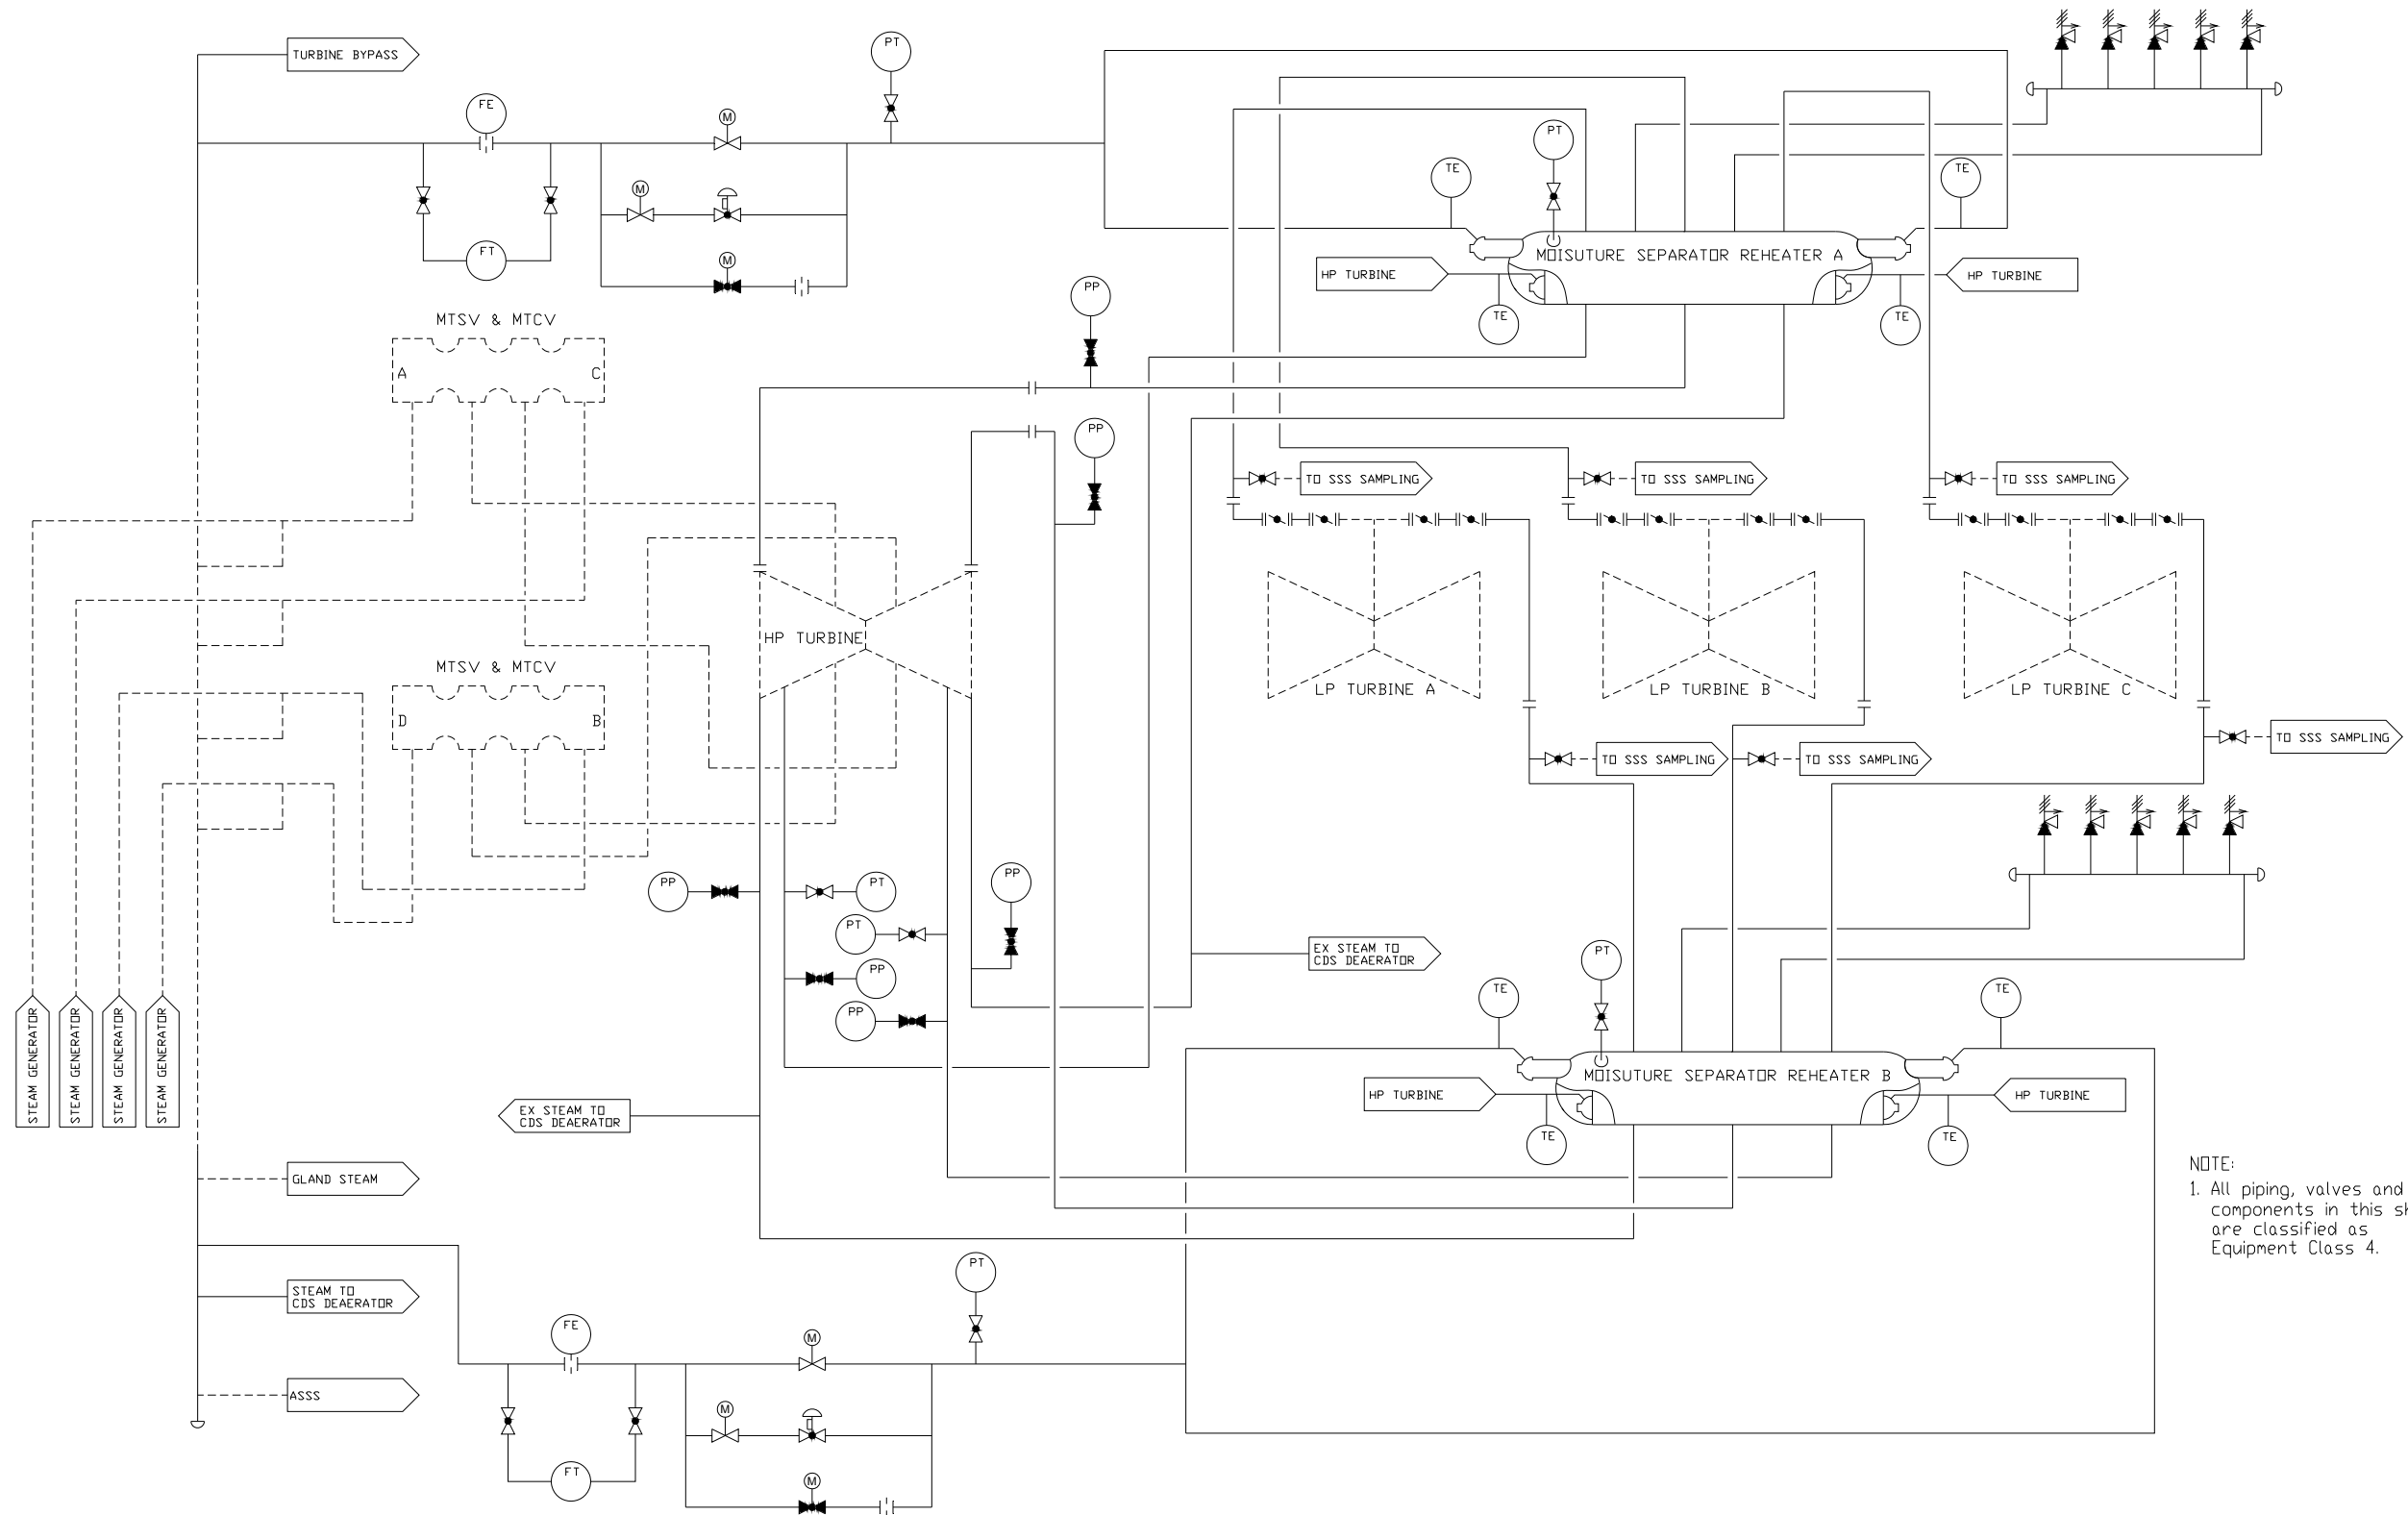 TURBINE BYPASS
PT
FE
M
M
FT
M
PT
TE
TE
MOISUTURE SEPARATOR REHEATER A
HP TURBINE
HP TURBINE
TE
TE
PP
MTSV & MTCV
A
C
PP
TO SSS SAMPLING
TO SSS SAMPLING
TO SSS SAMPLING
HP TURBINE
MTSV & MTCV
D
B
LP TURBINE A
LP TURBINE B
LP TURBINE C
TO SSS SAMPLING
TO SSS SAMPLING
TO SSS SAMPLING
PP
PT
PP
PT
PP
PP
EX STEAM TO
CDS DEAERATOR
PT
TE
TE
STEAM GENERATOR
STEAM GENERATOR
STEAM GENERATOR
STEAM GENERATOR
MOISUTURE SEPARATOR REHEATER B
HP TURBINE
HP TURBINE
TE
TE
EX STEAM TO
CDS DEAERATOR
GLAND STEAM
NOTE:
1. All piping, valves and
components in this
are classified as
Equipment Class 4.
STEAM TO
CDS DEAERATOR
PT
FE
M
ASSS
M
FT
M